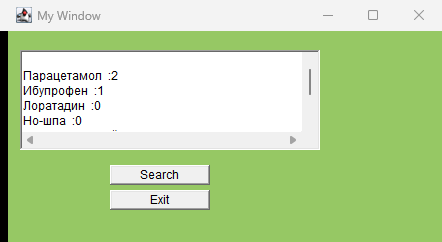 My Window
Парацетамол :2
Ибупрофен :1
Лоратадин :0
Но-шпа :0
Search
Exit